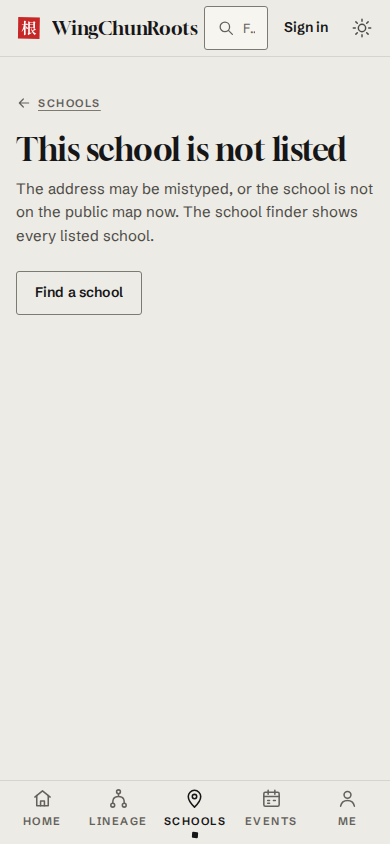 根 WingChunRoots F.. Sign in
SCHOOLS
This school is not listed
The address may be mistyped, or the school is not
on the public map now. The school finder shows
every listed school.
Find a school
HOME LINEAGE SCHOOLS EVENTS ME